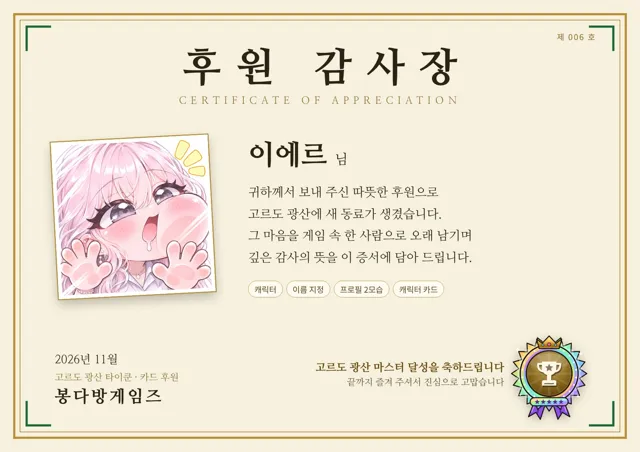 제 006 호
후원 감사장
CERTIFICATE OF APPRECIATION
이에르 님
귀하께서 보내 주신 따뜻한 후원으로
고르도 광산에 새 동료가 생겼습니다.
그 마음을 게임 속 한 사람으로 오래 남기며
깊은 감사의 뜻을 이 증서에 담아 드립니다.
캐릭터 이름 지정 프로필 2모습 캐릭터 카드
2026년 11월
고르도 광산 타이쿤 · 카드 후원
봉다방게임즈
고르도 광산 마스터 달성을 축하드립니다
끝까지 즐겨 주셔서 진심으로 고맙습니다